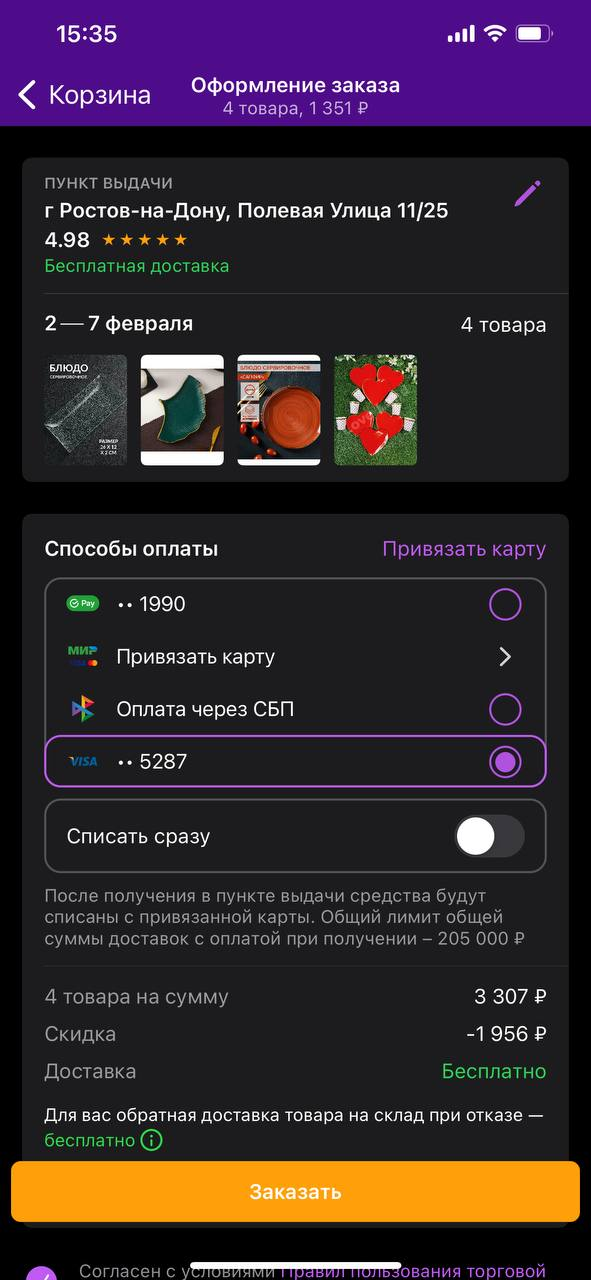 15:35
Корзина
Оформление заказа
4 товара, 1 351 ₽
ПУНКТ ВЫДАЧИ
г Ростов-на-Дону, Полевая Улица 11/25
4.98 ★★★★★
Бесплатная доставка
2 — 7 февраля
4 товара
БЛЮДО
СЕРВИРОВОЧНОЕ
РАЗМЕР
26 X 12
X 2 СМ
БЛЮДО СЕРВИРОВОЧНОЕ
Способы оплаты
Привязать карту
Pay •• 1990
МИР VISA Привязать карту
Оплата через СБП
VISA •• 5287
Списать сразу
После получения в пункте выдачи средства будут
списаны с привязанной карты. Общий лимит общей
суммы доставок с оплатой при получении – 205 000 ₽
4 товара на сумму 3 307 ₽
Скидка -1 956 ₽
Доставка Бесплатно
Для вас обратная доставка товара на склад при отказе —
бесплатно
Заказать
Согласен с условиями Правил пользования торговой